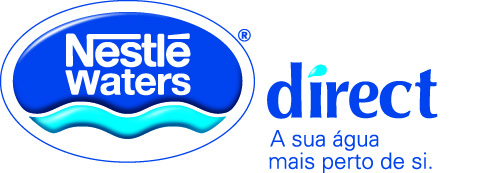 Nestlé
Waters
®
direct
A sua água
mais perto de si.